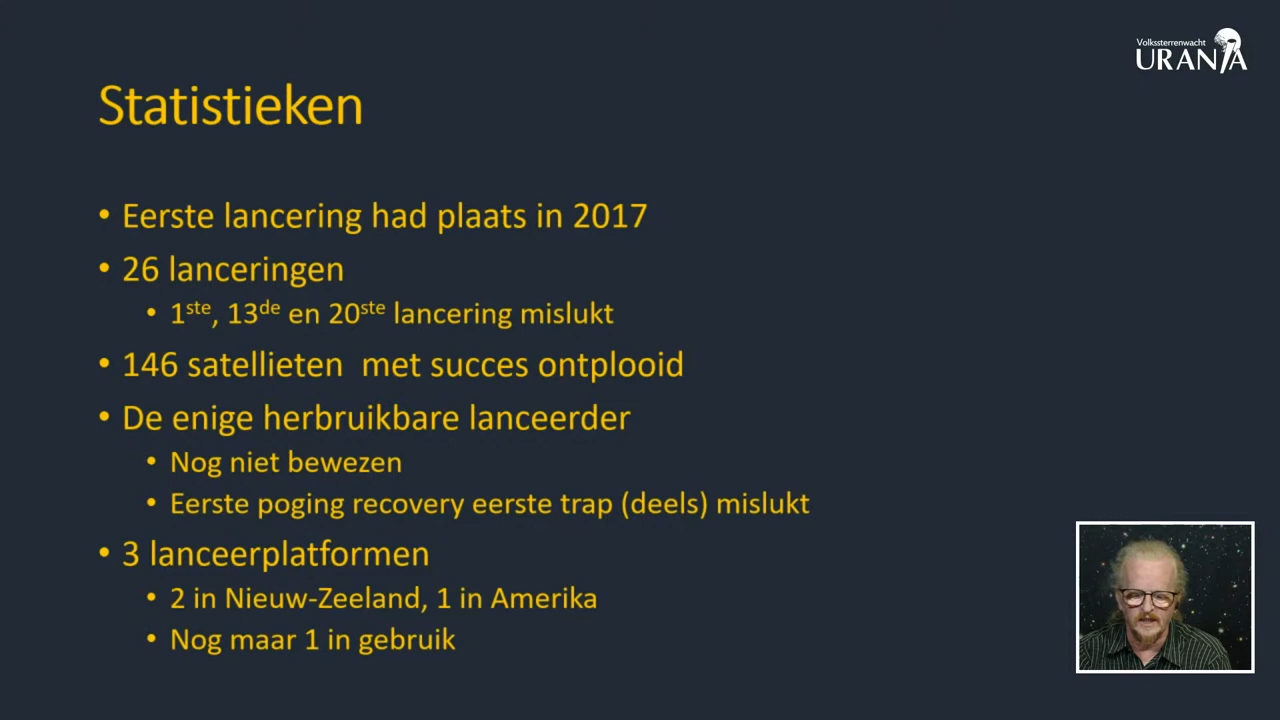 Volkssterrenwacht
URANIA
Statistieken
• Eerste lancering had plaats in 2017
• 26 lanceringen
• 1ste, 13de en 20ste lancering mislukt
• 146 satellieten  met succes ontplooid
• De enige herbruikbare lanceerder
• Nog niet bewezen
• Eerste poging recovery eerste trap (deels) mislukt
• 3 lanceerplatformen
• 2 in Nieuw-Zeeland, 1 in Amerika
• Nog maar 1 in gebruik